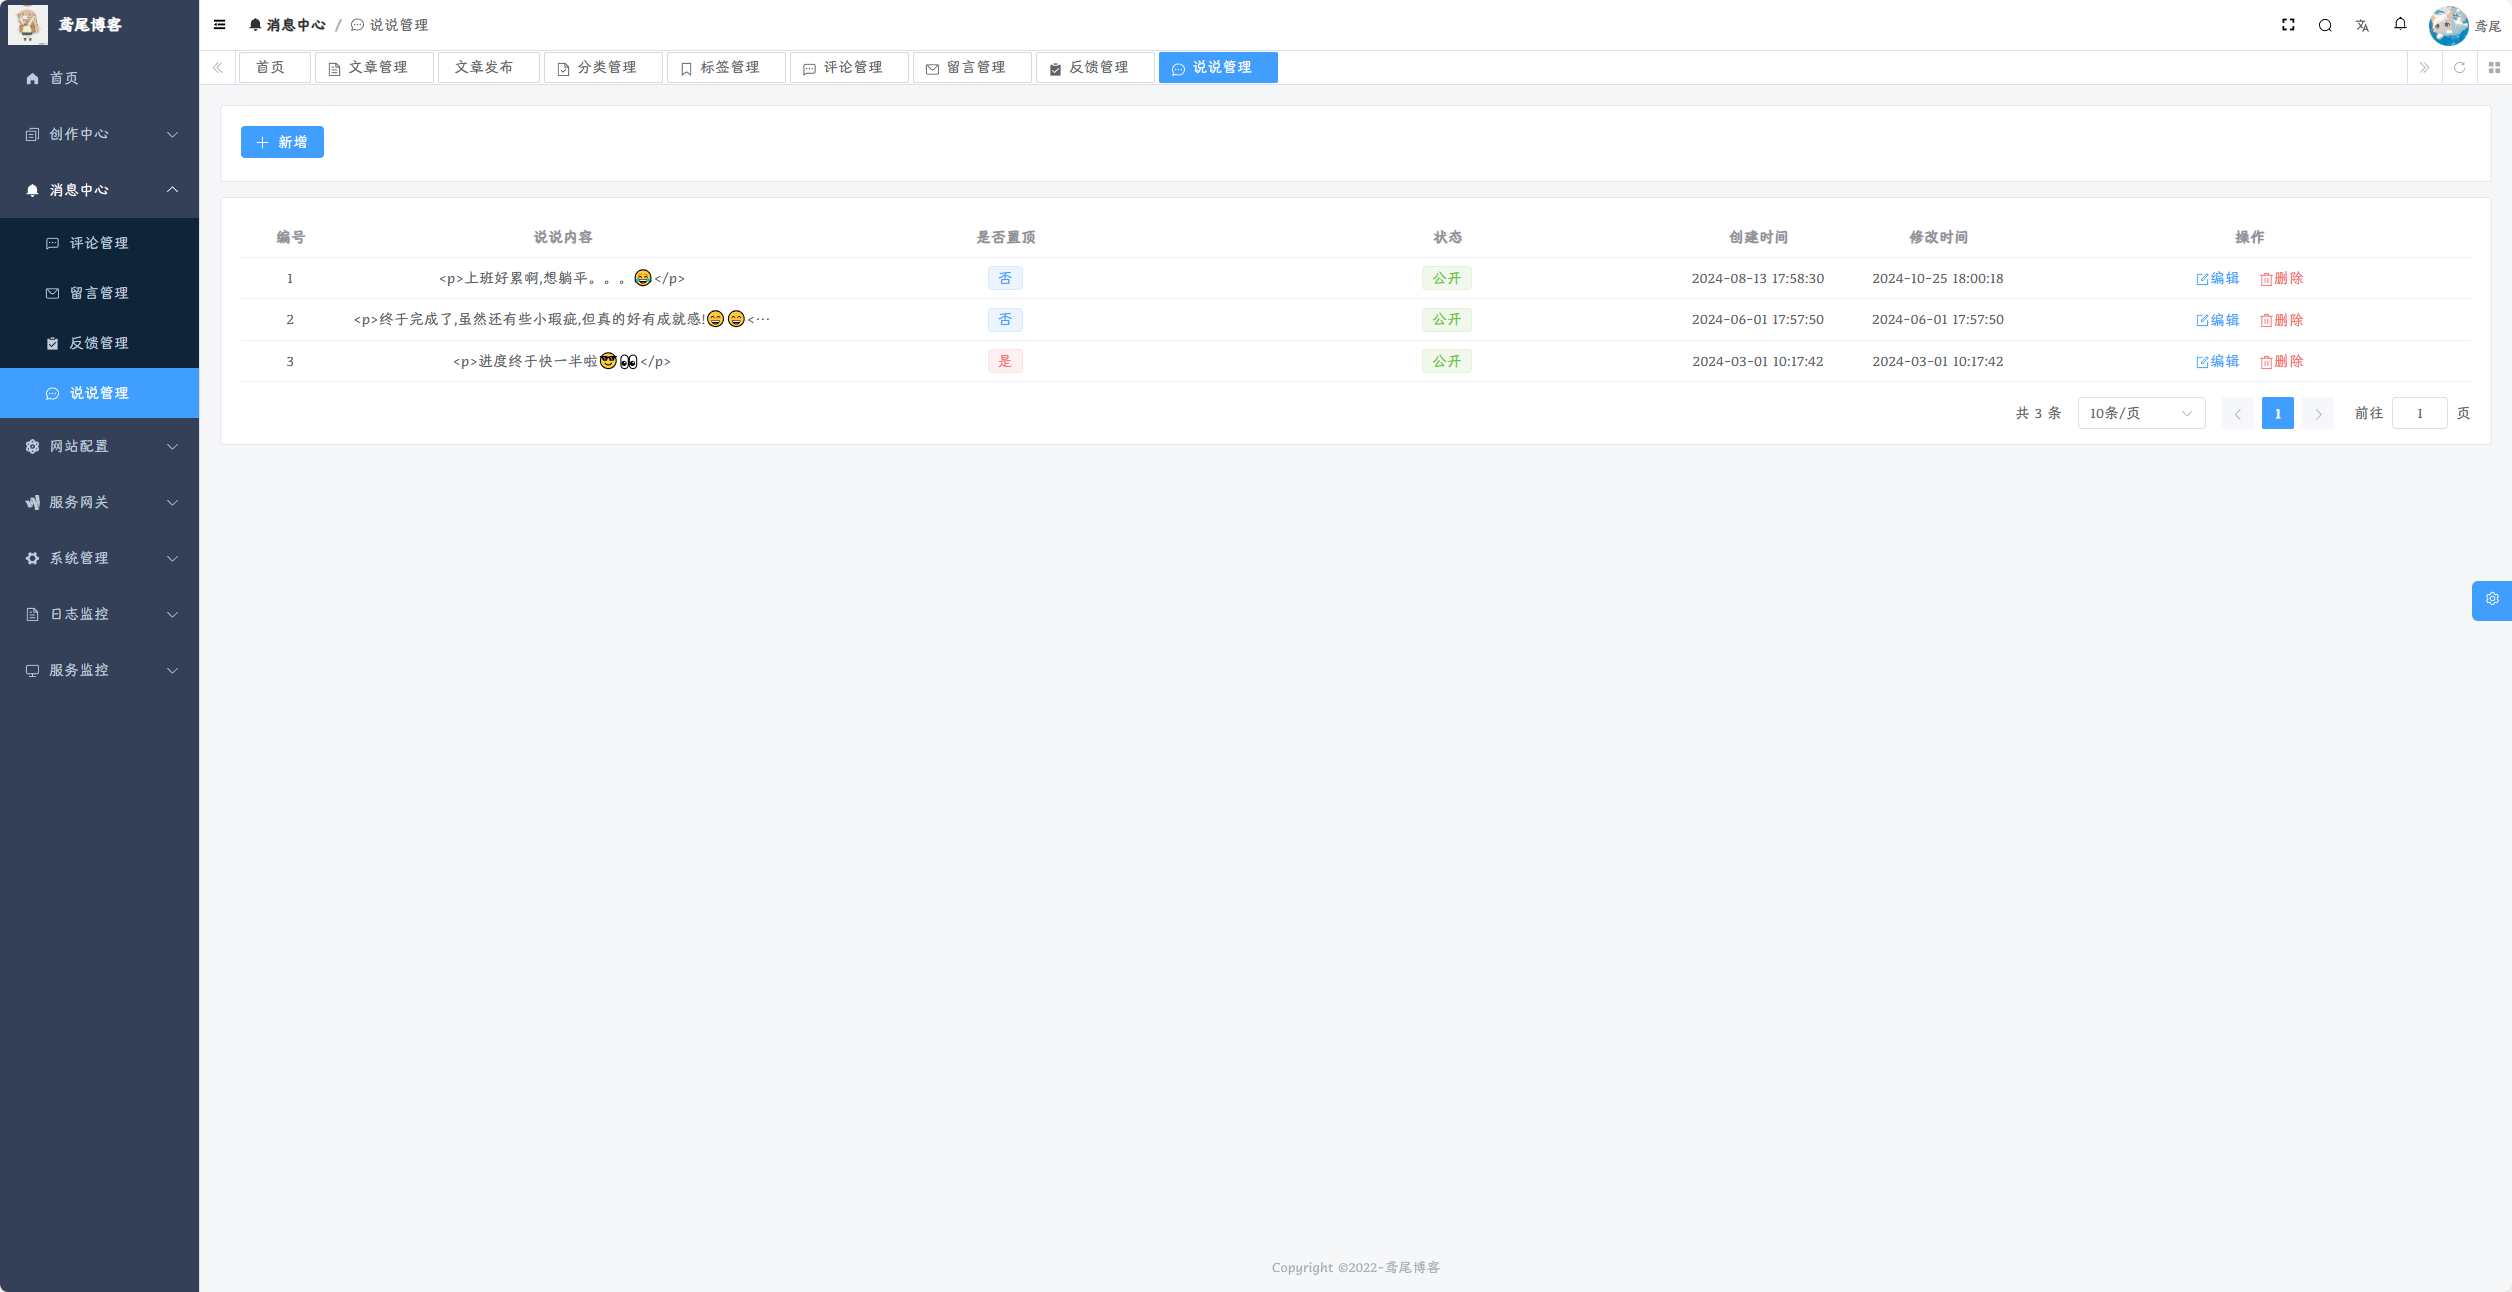 鸢尾博客
首页
创作中心
消息中心
评论管理
留言管理
反馈管理
说说管理
网站配置
服务网关
系统管理
日志监控
服务监控
消息中心 / 说说管理
鸢尾
首页 文章管理 文章发布 分类管理 标签管理 评论管理 留言管理 反馈管理 说说管理
新增
编号 说说内容 是否置顶 状态 创建时间 修改时间 操作
1 <p>上班好累啊,想躺平。。。😂</p> 否 公开 2024-08-13 17:58:30 2024-10-25 18:00:18 编辑 删除
2 <p>终于完成了,虽然还有些小瑕疵,但真的好有成就感!😄😄<… 否 公开 2024-06-01 17:57:50 2024-06-01 17:57:50 编辑 删除
3 <p>进度终于快一半啦😎👀</p> 是 公开 2024-03-01 10:17:42 2024-03-01 10:17:42 编辑 删除
共 3 条 10条/页 1 前往 1 页
Copyright ©2022-鸢尾博客